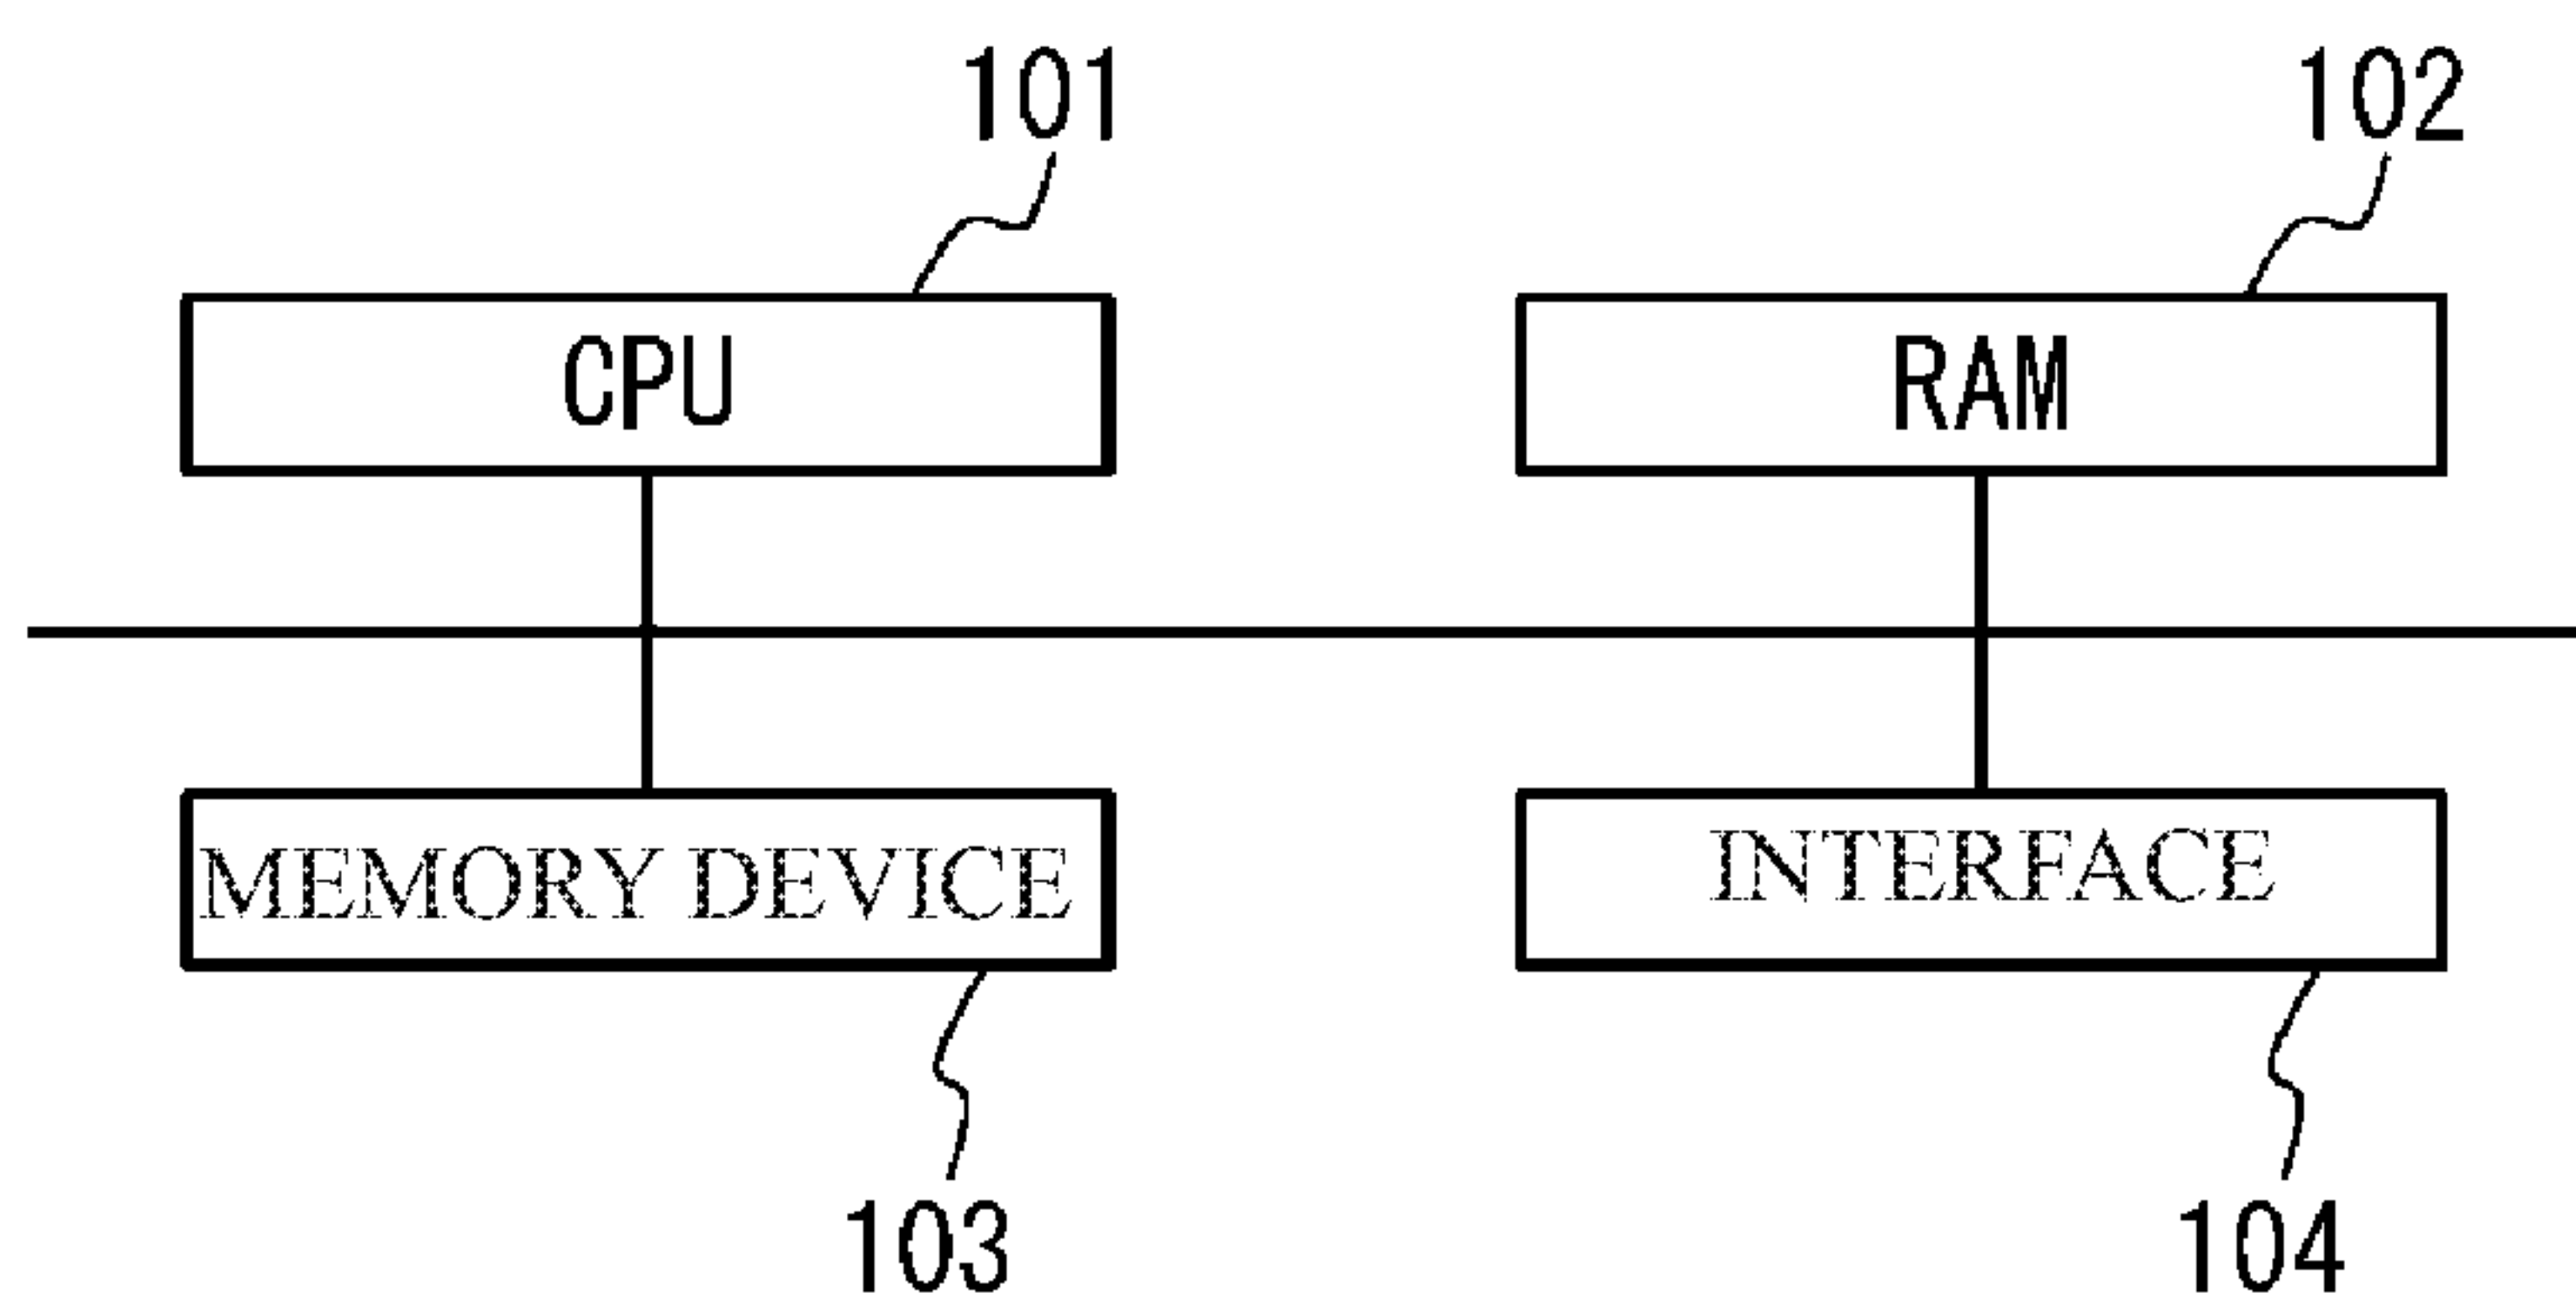 101
102
CPU
RAM
MEMORY DEVICE
INTERFACE
103
104